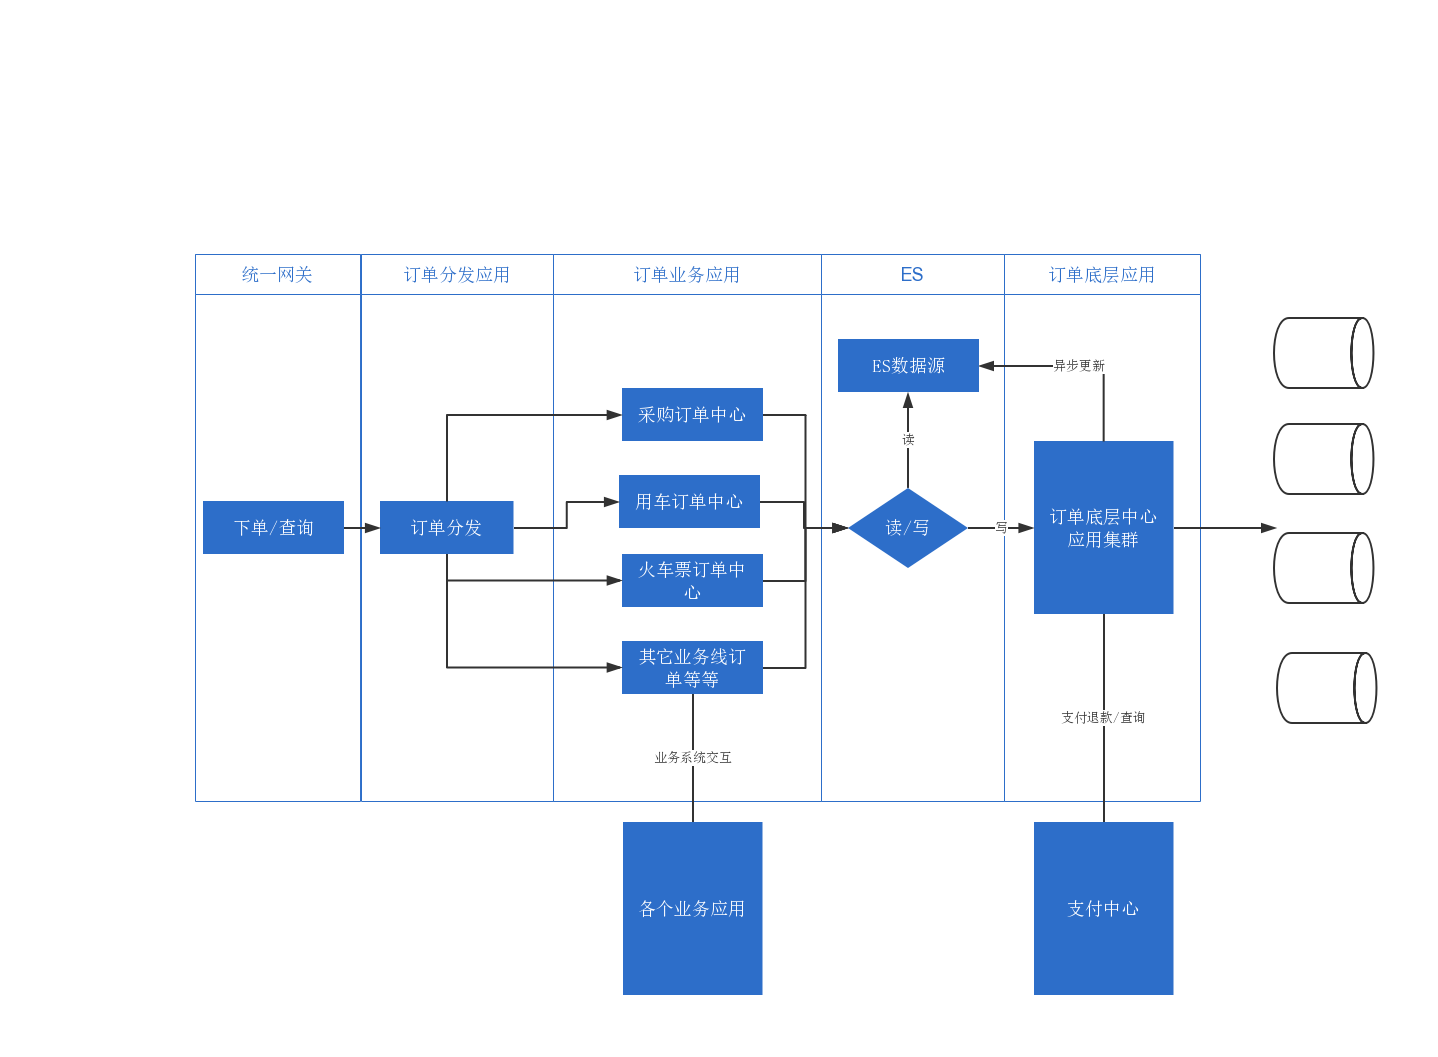 统一网关
订单分发应用
订单业务应用
ES
订单底层应用
ES数据源
异步更新
采购订单中心
读
用车订单中心
下单/查询
订单分发
读/写
写
订单底层中心
应用集群
火车票订单中
心
其它业务线订
单等等
支付退款/查询
业务系统交互
各个业务应用
支付中心